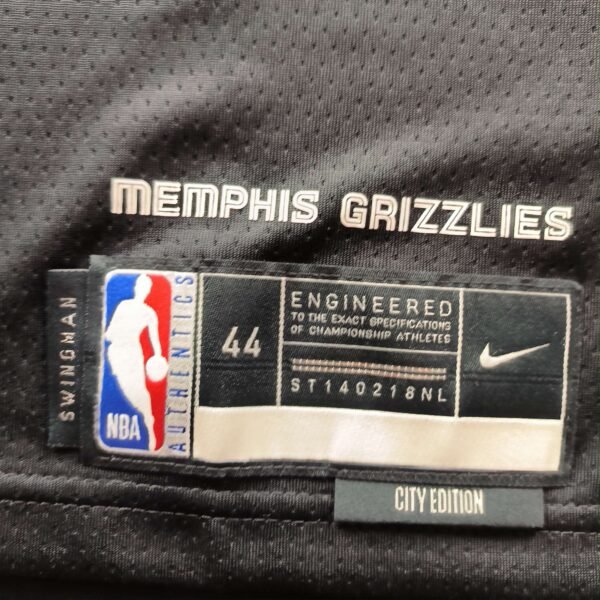 MEMPHIS GRIZZLIES
SWINGMAN
NBA
AUTHENTICS
44
ENGINEERED
TO THE EXACT SPECIFICATIONS
OF CHAMPIONSHIP ATHLETES
ST140218NL
CITY EDITION